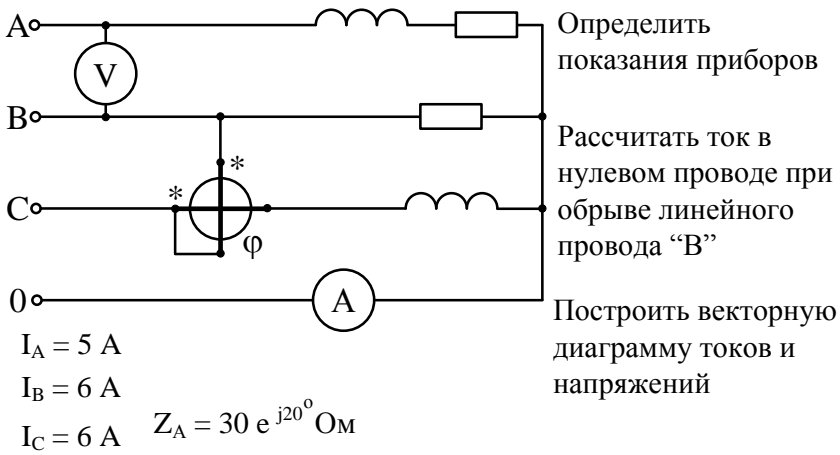 A
V
B
*
*
C
φ
0
A
I_A = 5 A
I_B = 6 A
I_C = 6 A
Z_A = 30 e^{j20^o} Ом
Определить
показания приборов
Рассчитать ток в
нулевом проводе при
обрыве линейного
провода “B”
Построить векторную
диаграмму токов и
напряжений